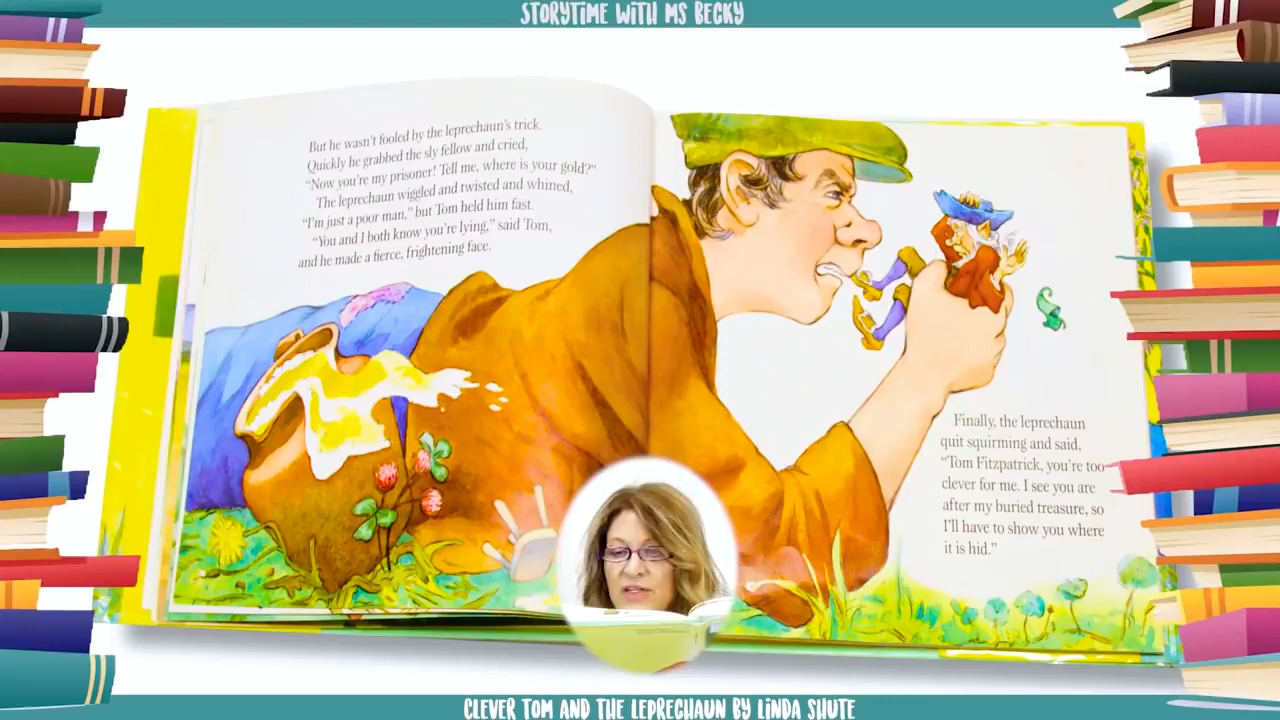 STORYTIME WITH MS BECKY
But he wasn't fooled by the leprechaun's trick.
Quickly he grabbed the sly fellow and cried,
"Now you're my prisoner! Tell me, where is your gold?"
The leprechaun wiggled and twisted and whined,
"I'm just a poor man," but Tom held him fast.
"You and I both know you're lying," said Tom,
and he made a fierce, frightening face.
Finally, the leprechaun
quit squirming and said,
"Tom Fitzpatrick, you're too
clever for me. I see you are
after my buried treasure, so
I'll have to show you where
it is hid."
CLEVER TOM AND THE LEPRECHAUN BY LINDA SHUTE